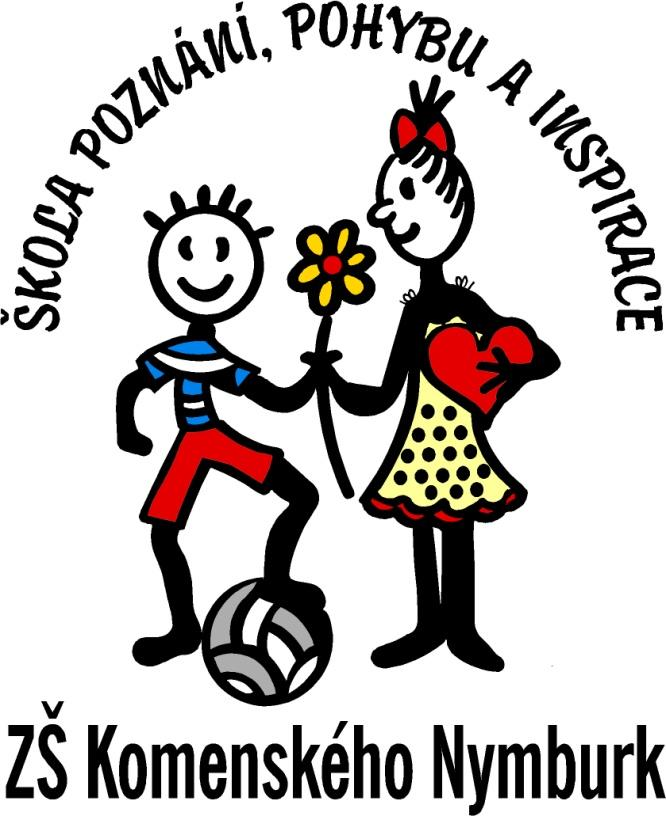 ŠKOLA POZNÁNÍ, POHYBU A INSPIRACE
ZŠ Komenského Nymburk